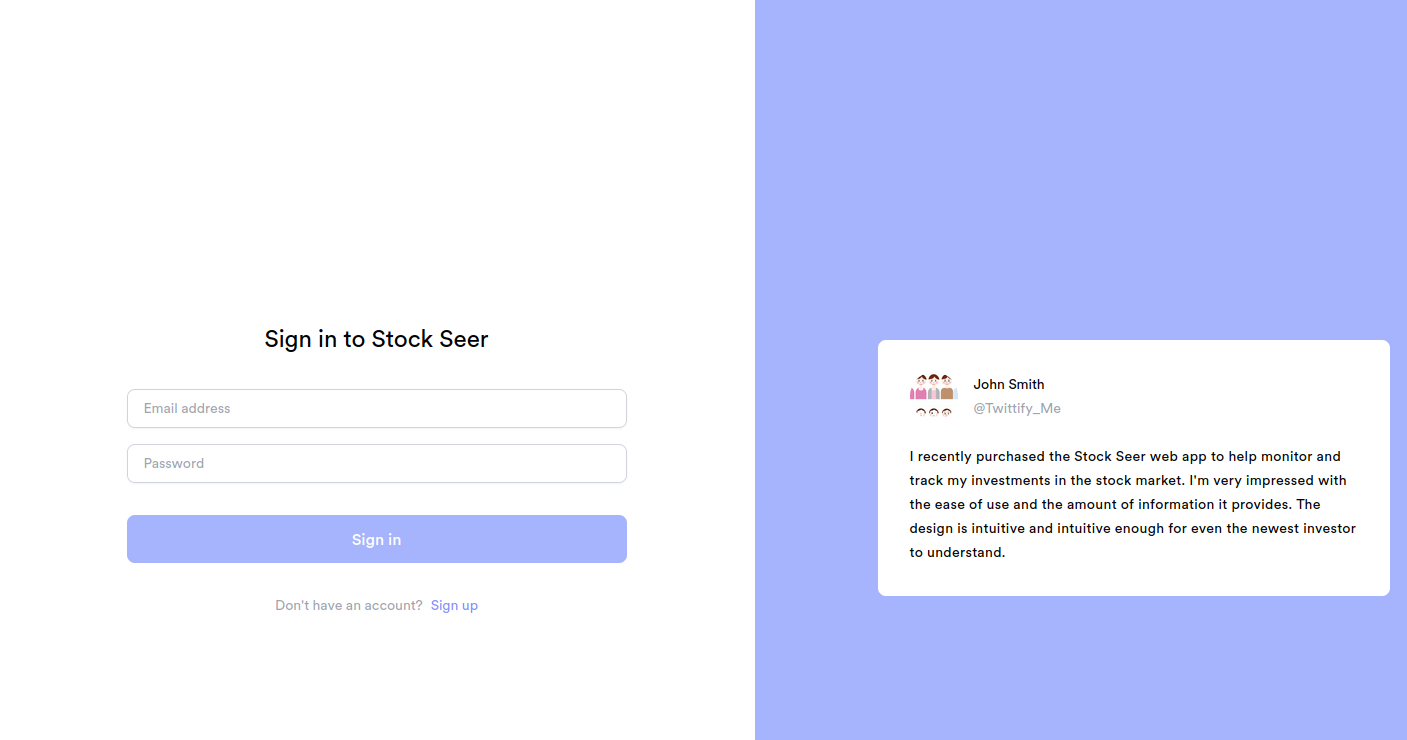 Sign in to Stock Seer
Email address
Password
Sign in
Don't have an account? Sign up
John Smith
@Twittify_Me
I recently purchased the Stock Seer web app to help monitor and
track my investments in the stock market. I'm very impressed with
the ease of use and the amount of information it provides. The
design is intuitive and intuitive enough for even the newest investor
to understand.